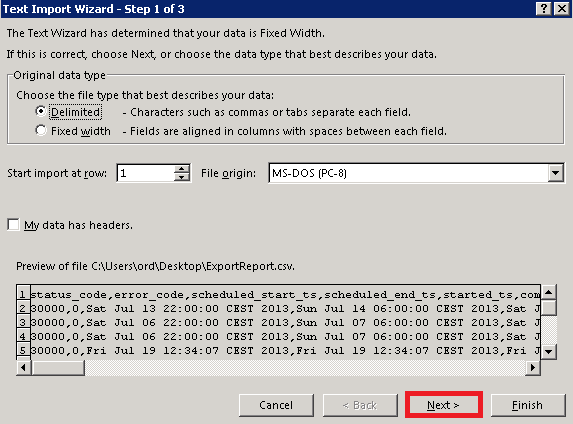 Text Import Wizard - Step 1 of 3
The Text Wizard has determined that your data is Fixed Width.
If this is correct, choose Next, or choose the data type that best describes your data.
Original data type
Choose the file type that best describes your data:
Delimited - Characters such as commas or tabs separate each field.
Fixed width - Fields are aligned in columns with spaces between each field.
Start import at row: 1 File origin: MS-DOS (PC-8)
My data has headers.
Preview of file C:\Users\ord\Desktop\ExportReport.csv.
1 status_code,error_code,scheduled_start_ts,scheduled_end_ts,started_ts,com
2 30000,0,Sat Jul 13 22:00:00 CEST 2013,Sun Jul 14 06:00:00 CEST 2013,Sat J
3 30000,0,Sat Jul 06 22:00:00 CEST 2013,Sun Jul 07 06:00:00 CEST 2013,Sat J
4 30000,0,Sat Jul 06 22:00:00 CEST 2013,Sun Jul 07 06:00:00 CEST 2013,Sat J
5 30000,0,Fri Jul 19 12:34:07 CEST 2013,Fri Jul 19 12:34:07 CEST 2013,Fri J
Cancel < Back Next > Finish